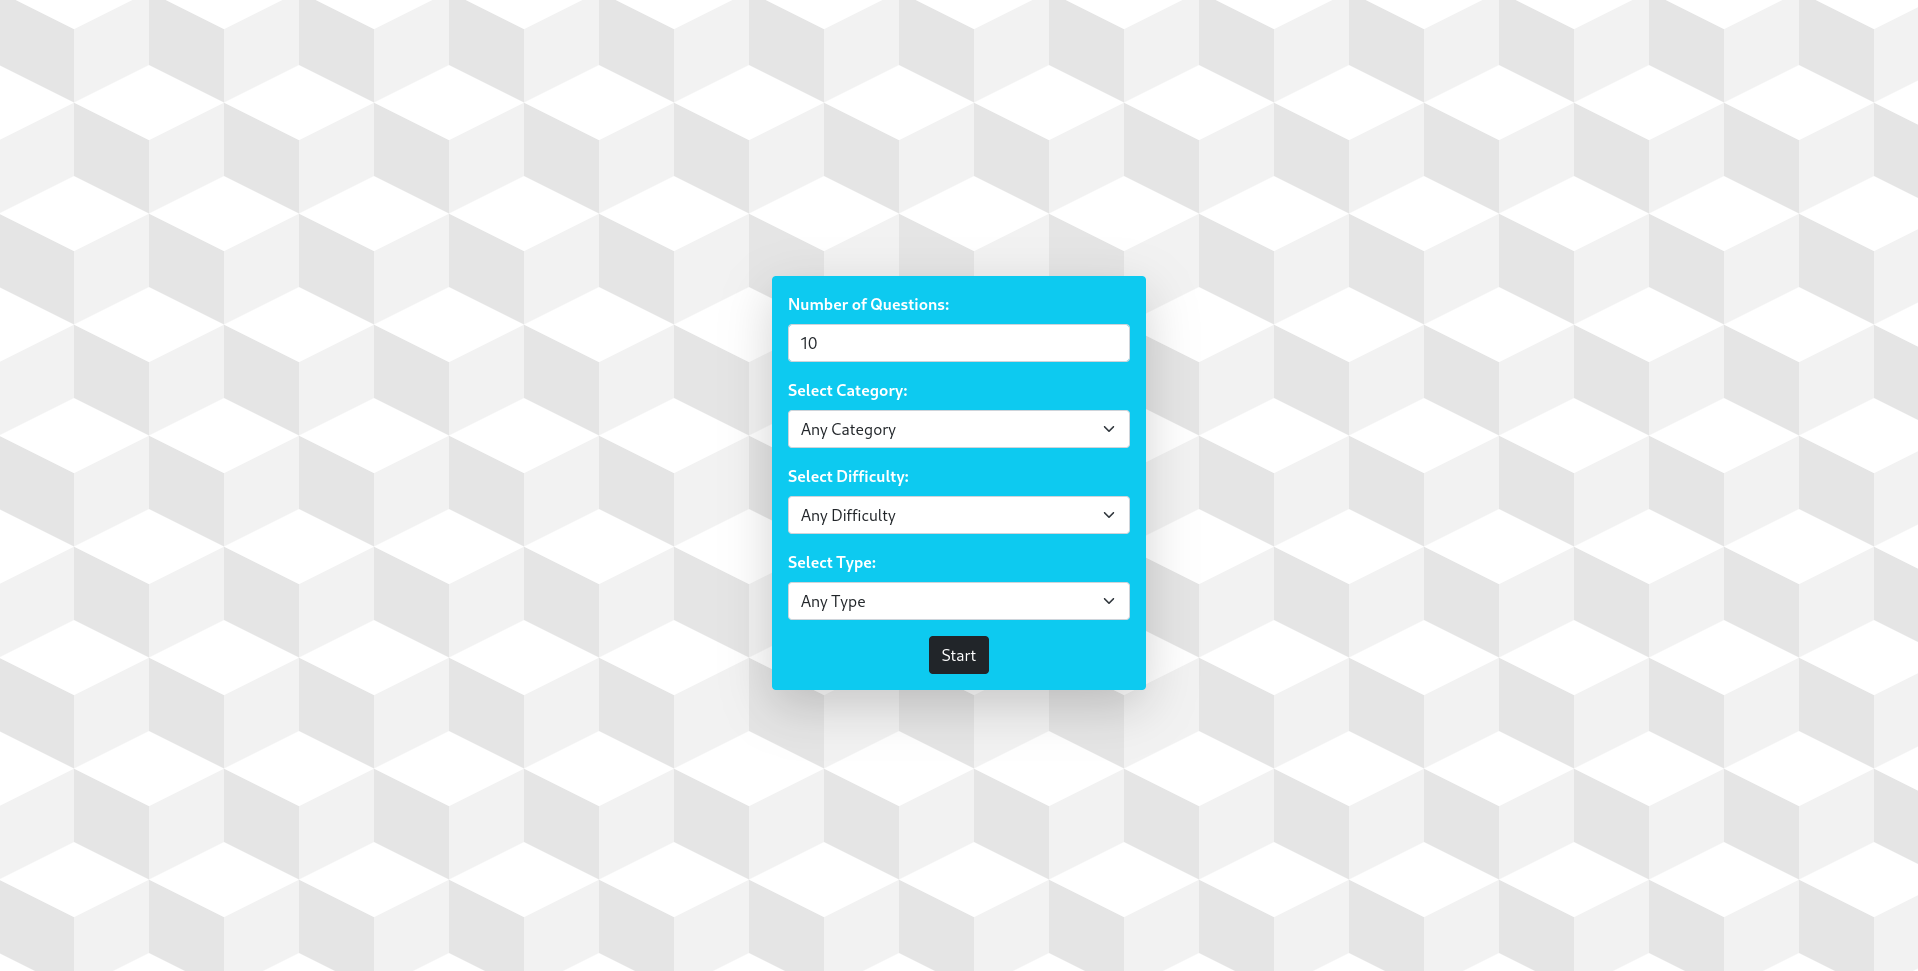 Number of Questions:
10
Select Category:
Any Category
Select Difficulty:
Any Difficulty
Select Type:
Any Type
Start